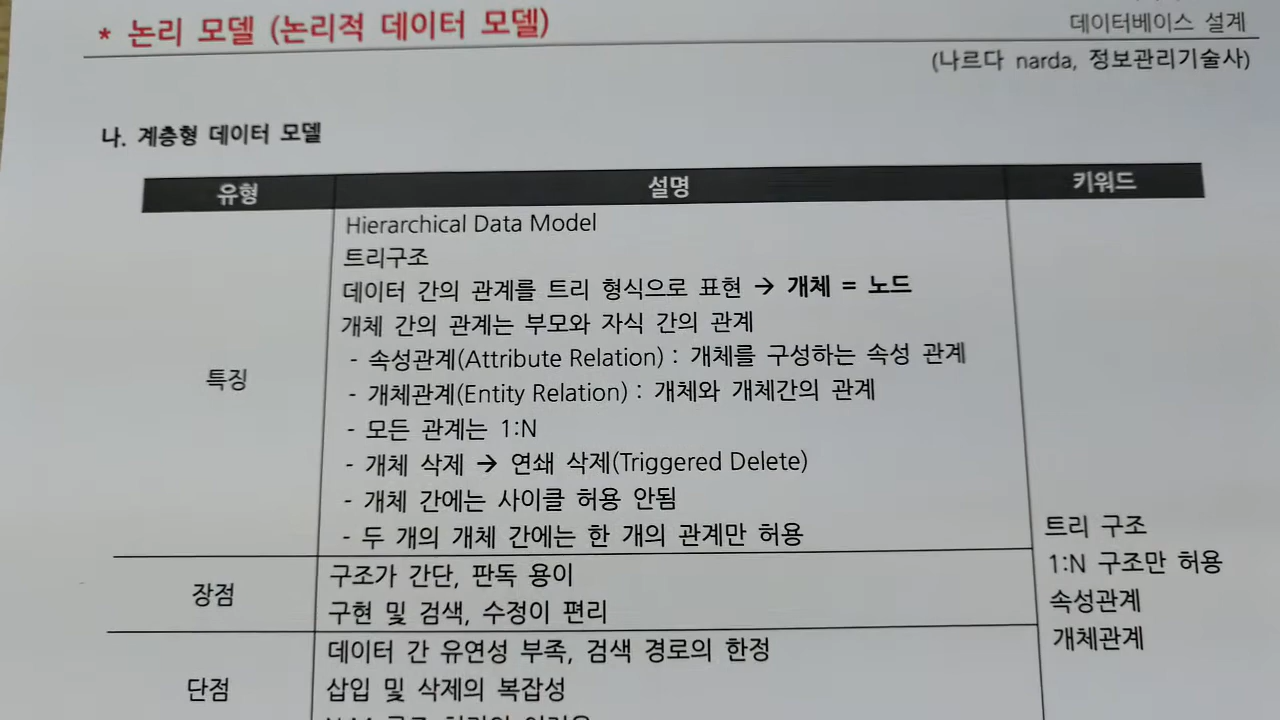 * 논리 모델 (논리적 데이터 모델)
데이터베이스 설계
(나르다 narda, 정보관리기술사)
나. 계층형 데이터 모델
유형 설명 키워드
Hierarchical Data Model
트리구조
데이터 간의 관계를 트리 형식으로 표현 → 개체 = 노드
개체 간의 관계는 부모와 자식 간의 관계
- 속성관계(Attribute Relation) : 개체를 구성하는 속성 관계
- 개체관계(Entity Relation) : 개체와 개체간의 관계
특징
- 모든 관계는 1:N
- 개체 삭제 → 연쇄 삭제(Triggered Delete)
- 개체 간에는 사이클 허용 안됨
- 두 개의 개체 간에는 한 개의 관계만 허용
트리 구조
1:N 구조만 허용
속성관계
개체관계
장점
구조가 간단, 판독 용이
구현 및 검색, 수정이 편리
단점
데이터 간 유연성 부족, 검색 경로의 한정
삽입 및 삭제의 복잡성